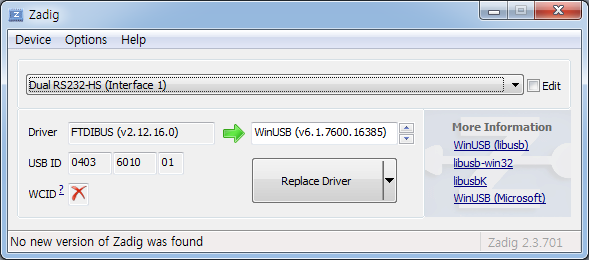 Zadig
Device Options Help
Dual RS232-HS (Interface 1) Edit
Driver FTDIBUS (v2.12.16.0) WinUSB (v6.1.7600.16385)
USB ID 0403 6010 01
WCID ?
Replace Driver
More Information
WinUSB (libusb)
libusb-win32
libusbK
WinUSB (Microsoft)
No new version of Zadig was found Zadig 2.3.701